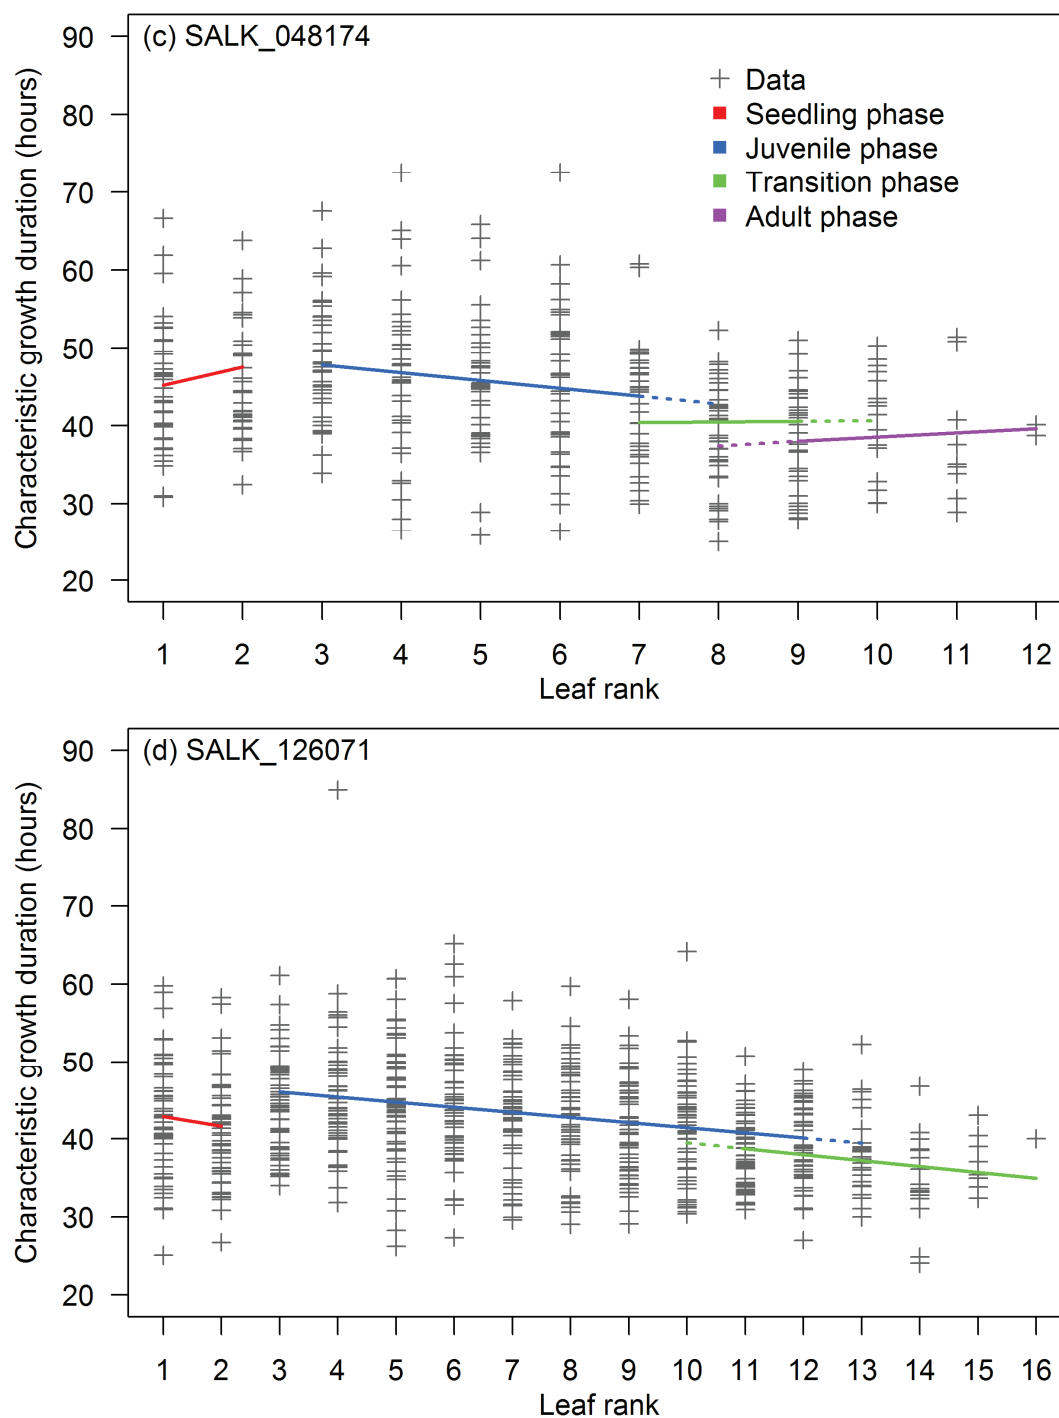 (c) SALK_048174
Data
Seedling phase
Juvenile phase
Transition phase
Adult phase
Characteristic growth duration (hours)
90
80
70
60
50
40
30
20
1 2 3 4 5 6 7 8 9 10 11 12
Leaf rank
(d) SALK_126071
Characteristic growth duration (hours)
90
80
70
60
50
40
30
20
1 2 3 4 5 6 7 8 9 10 11 12 13 14 15 16
Leaf rank